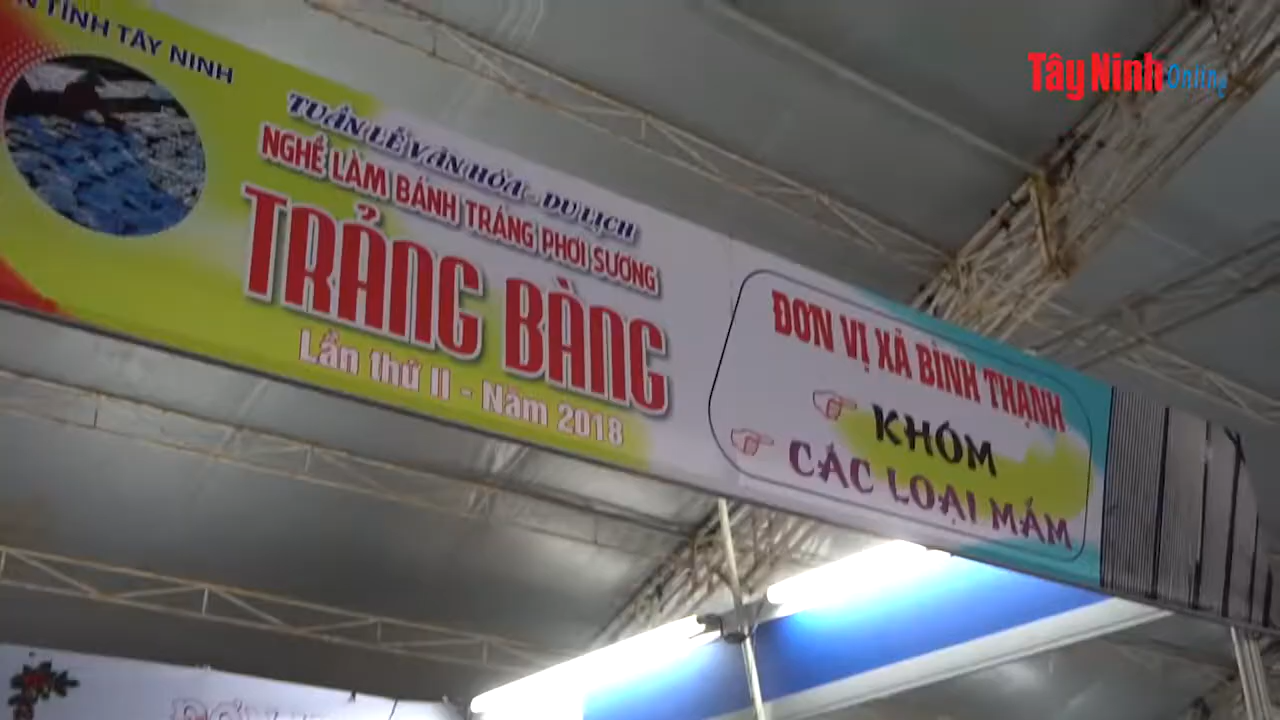 TỈNH TÂY NINH
TUẦN LỄ VĂN HÓA - DU LỊCH
NGHỀ LÀM BÁNH TRÁNG PHƠI SƯƠNG
TRẢNG BÀNG
Lần thứ II - Năm 2018
ĐƠN VỊ XÃ BÌNH THẠNH
KHÓM
CÁC LOẠI MẮM
Tây Ninh Online